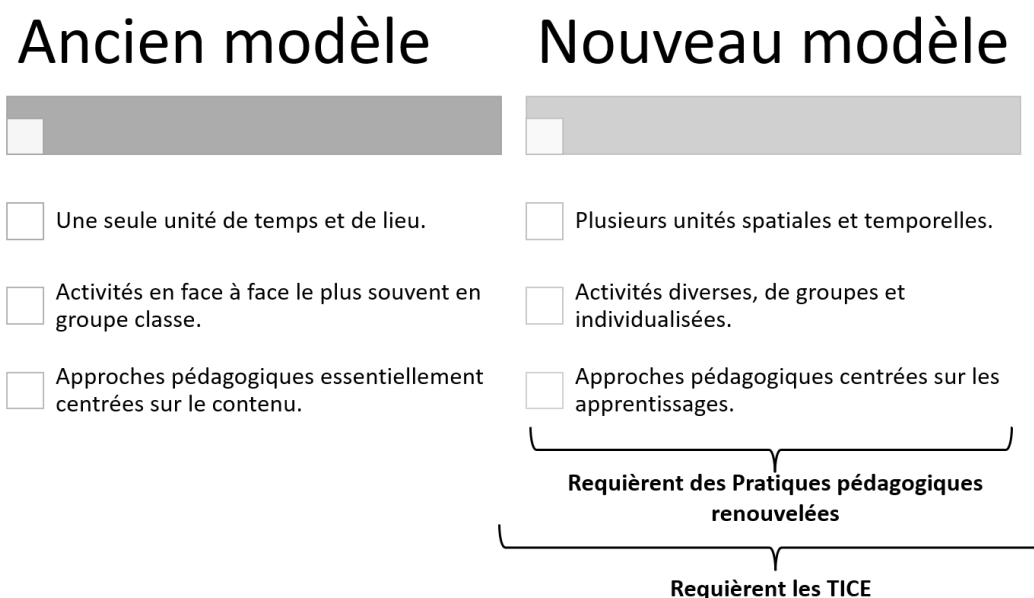 Ancien modèle
Une seule unité de temps et de lieu.
Activités en face à face le plus souvent en
groupe classe.
Approches pédagogiques essentiellement
centrées sur le contenu.
Nouveau modèle
Plusieurs unités spatiales et temporelles.
Activités diverses, de groupes et
individualisées.
Approches pédagogiques centrées sur les
apprentissages.
Requièrent des Pratiques pédagogiques
renouvelées
Requièrent les TICE